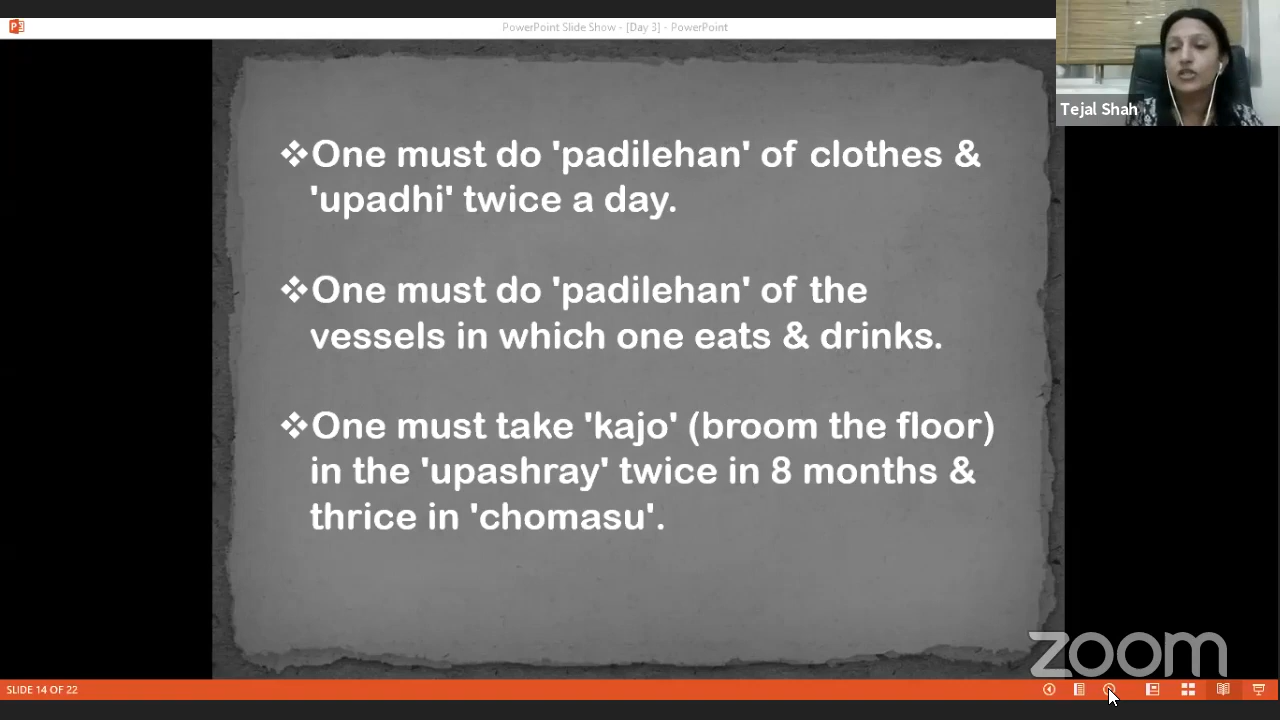 PowerPoint Slide Show - [Day 3] - PowerPoint
Tejal Shah
❖One must do 'padilehan' of clothes &
'upadhi' twice a day.
❖One must do 'padilehan' of the
vessels in which one eats & drinks.
❖One must take 'kajo' (broom the floor)
in the 'upashray' twice in 8 months &
thrice in 'chomasu'.
zoom
SLIDE 14 OF 22